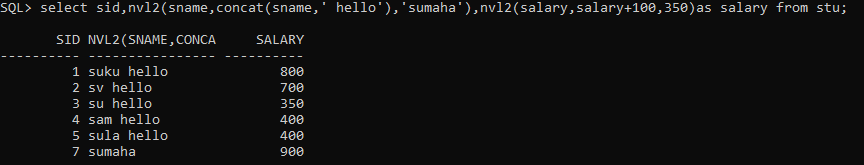 SQL> select sid,nvl2(sname,concat(sname,' hello'),'sumaha'),nvl2(salary,salary+100,350)as salary from stu;
SID NVL2(SNAME,CONCA SALARY
---------- ---------------- ----------
1 suku hello 800
2 sv hello 700
3 su hello 350
4 sam hello 400
5 sula hello 400
7 sumaha 900